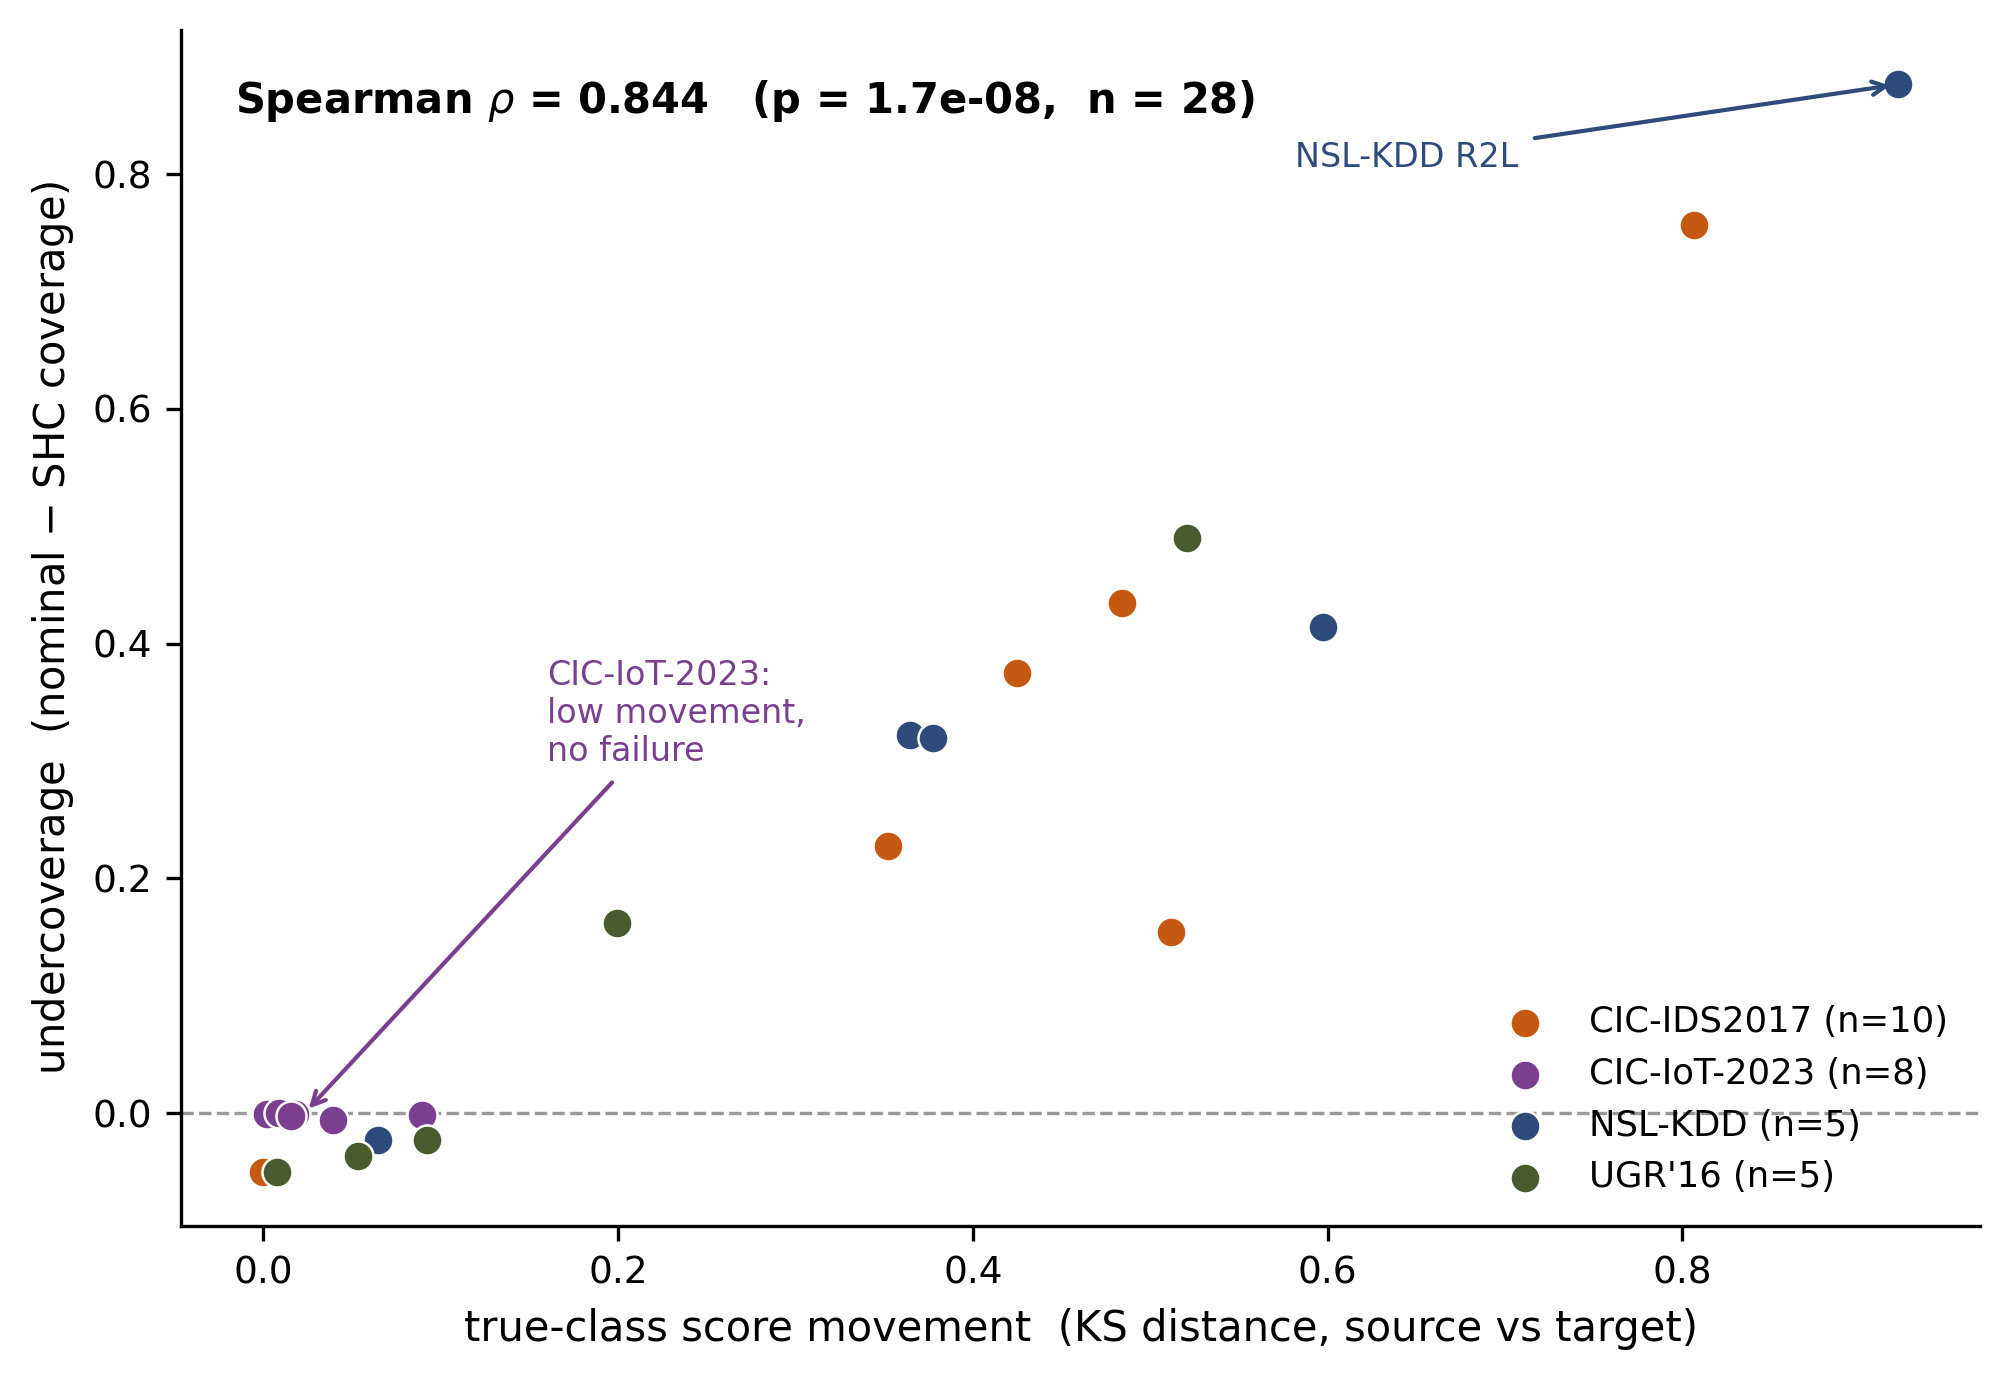 Spearman ρ = 0.844 (p = 1.7e-08, n = 28)
NSL-KDD R2L
CIC-IoT-2023:
low movement,
no failure
undercoverage (nominal − SHC coverage)
0.8
0.6
0.4
0.2
0.0
CIC-IDS2017 (n=10)
CIC-IoT-2023 (n=8)
NSL-KDD (n=5)
UGR'16 (n=5)
0.0 0.2 0.4 0.6 0.8
true-class score movement (KS distance, source vs target)